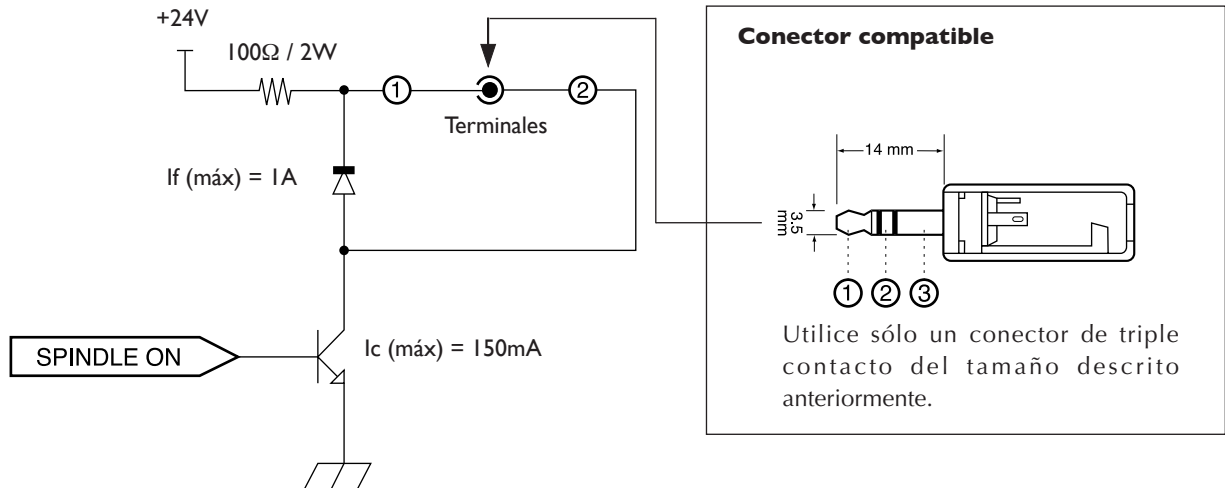 +24V
100Ω / 2W
①
②
Terminales
If (máx) = 1A
SPINDLE ON
Ic (máx) = 150mA
Conector compatible
14 mm
3.5
mm
① ② ③
Utilice sólo un conector de triple
contacto del tamaño descrito
anteriormente.